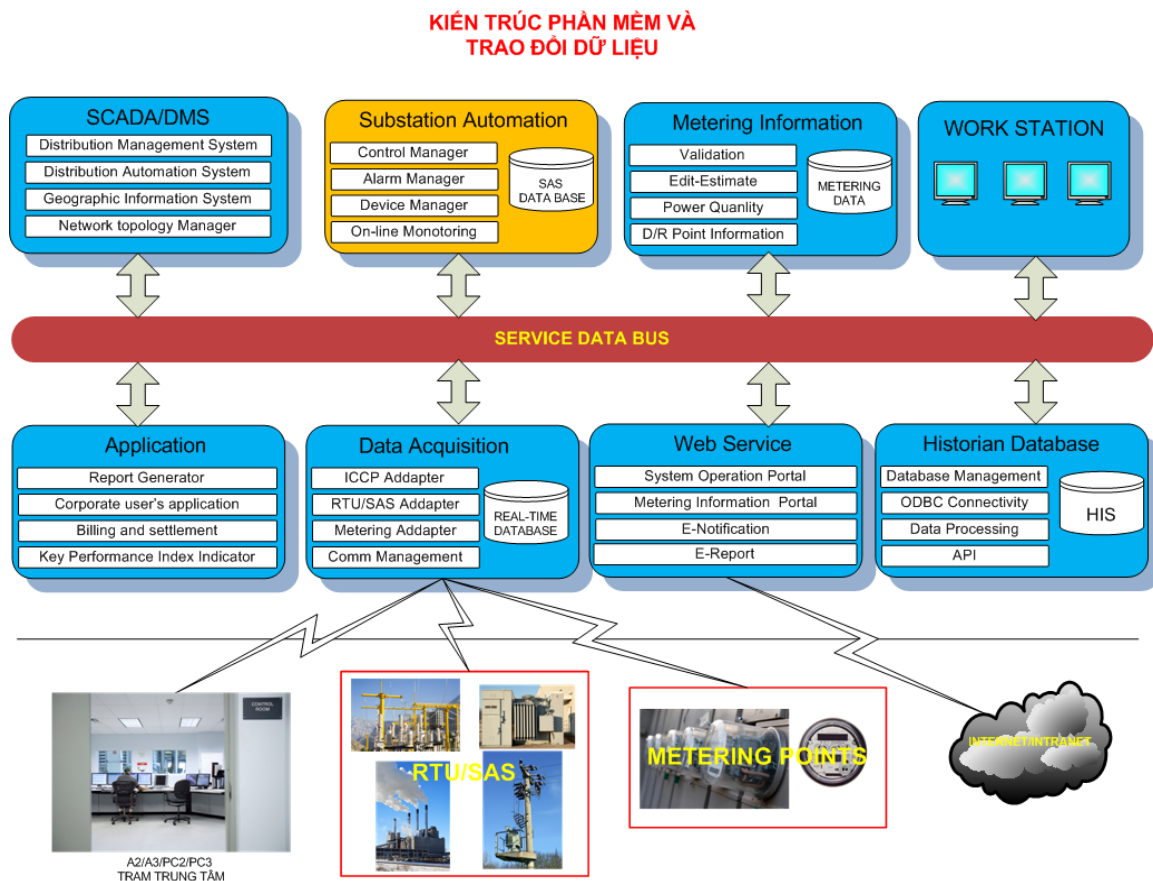 KIẾN TRÚC PHẦN MỀM VÀ
TRAO ĐỔI DỮ LIỆU
SCADA/DMS
Distribution Management System
Distribution Automation System
Geographic Information System
Network topology Manager
Substation Automation
Control Manager
Alarm Manager
Device Manager
On-line Monotoring
SAS
DATA BASE
Metering Information
Validation
Edit-Estimate
Power Quanlity
D/R Point Information
METERING
DATA
WORK STATION
SERVICE DATA BUS
Application
Report Generator
Corporate user's application
Billing and settlement
Key Performance Index Indicator
Data Acquisition
ICCP Addapter
RTU/SAS Addapter
Metering Addapter
Comm Management
REAL-TIME
DATABASE
Web Service
System Operation Portal
Metering Information Portal
E-Notification
E-Report
Historian Database
Database Management
ODBC Connectivity
Data Processing
API
HIS
CONTROL
ROOM
A2/A3/PC2/PC3
TRẠM TRUNG TÂM
RTU/SAS
METERING POINTS
INTERNET/INTRANET